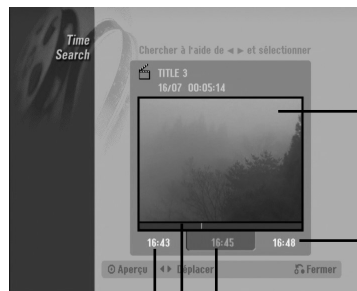 Time
Search
Chercher à l'aide de ◄ ► et sélectionner
TITLE 3
16/07 00:05:14
16:43 16:45 16:48
Aperçu ◄► Déplacer Fermer